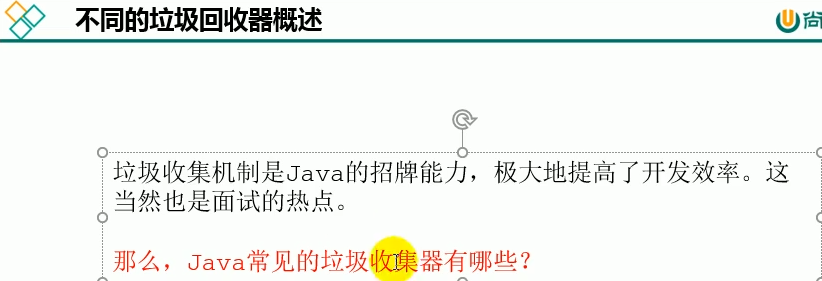 不同的垃圾回收器概述
尚
垃圾收集机制是Java的招牌能力，极大地提高了开发效率。这
当然也是面试的热点。
那么，Java常见的垃圾收集器有哪些？